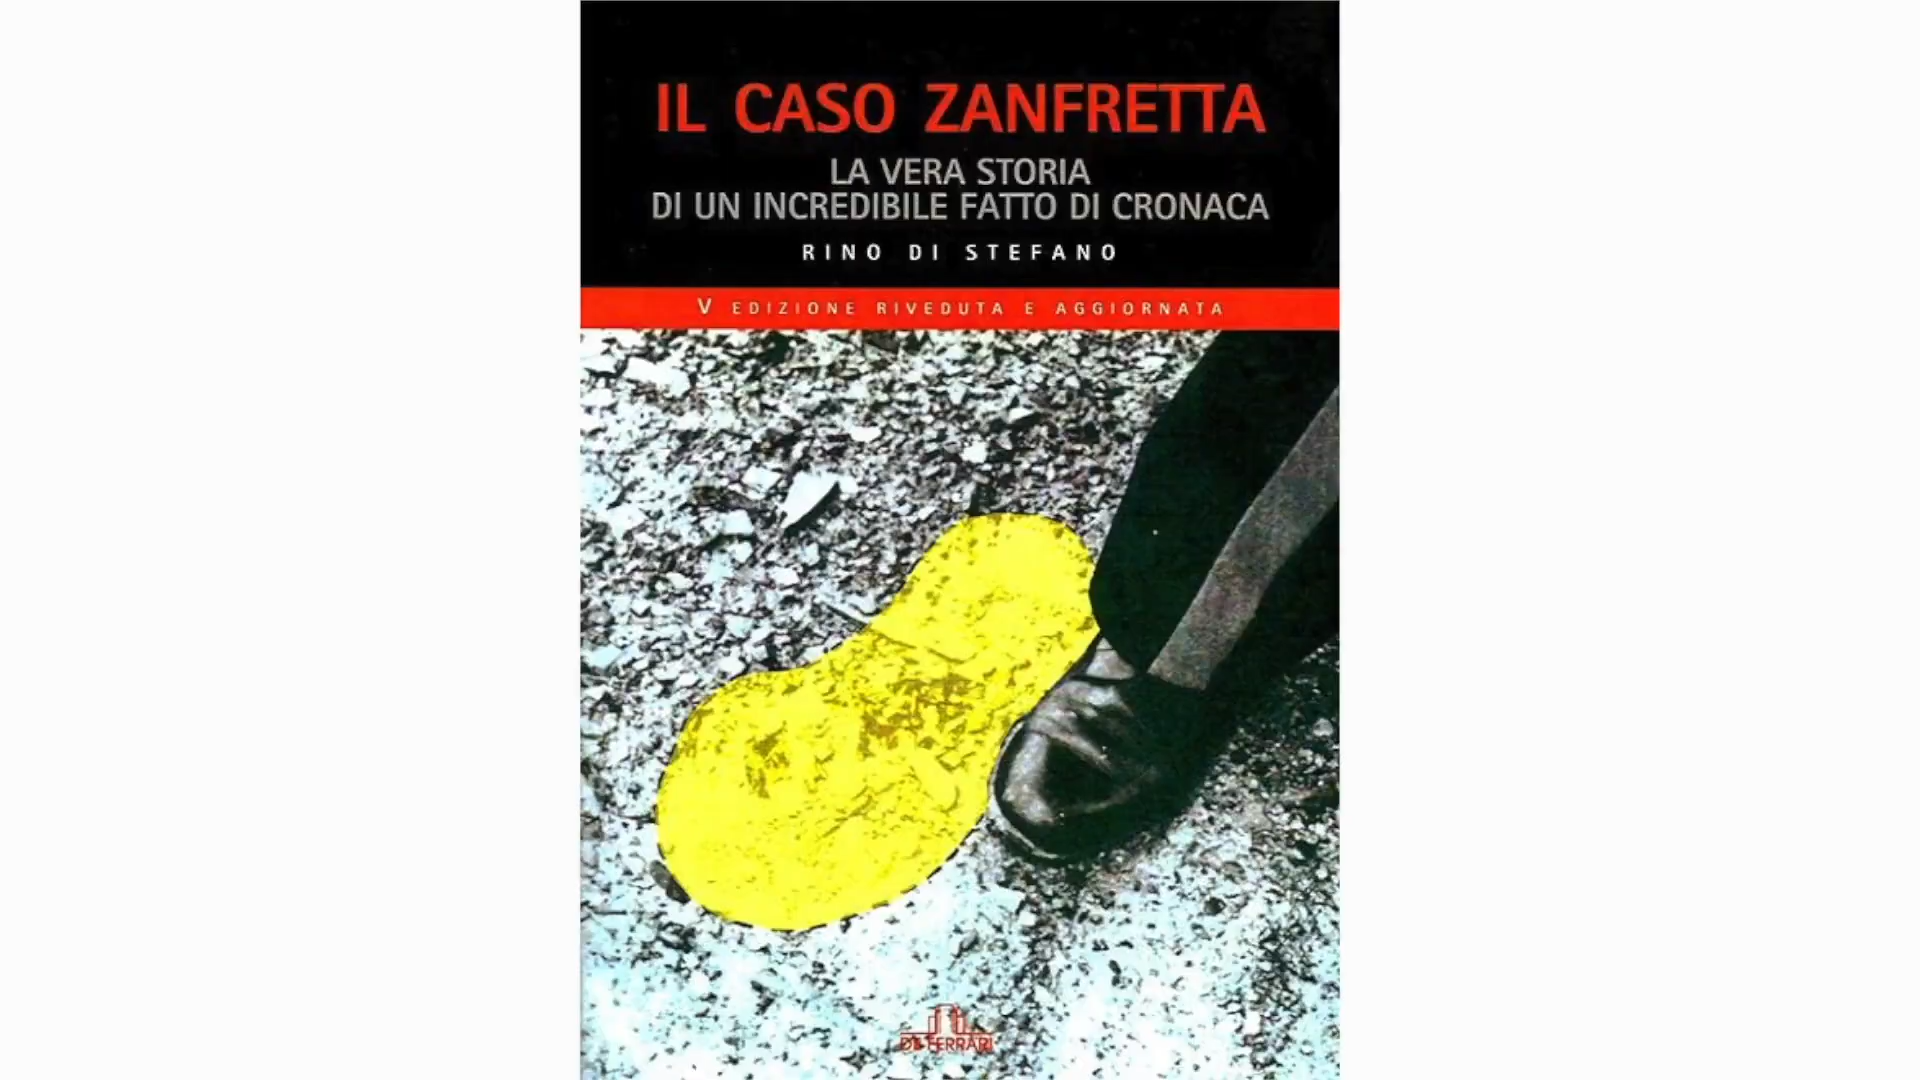 IL CASO ZANFRETTA
LA VERA STORIA
DI UN INCREDIBILE FATTO DI CRONACA
RINO DI STEFANO
V EDIZIONE RIVEDUTA E AGGIORNATA
DE FERRARI